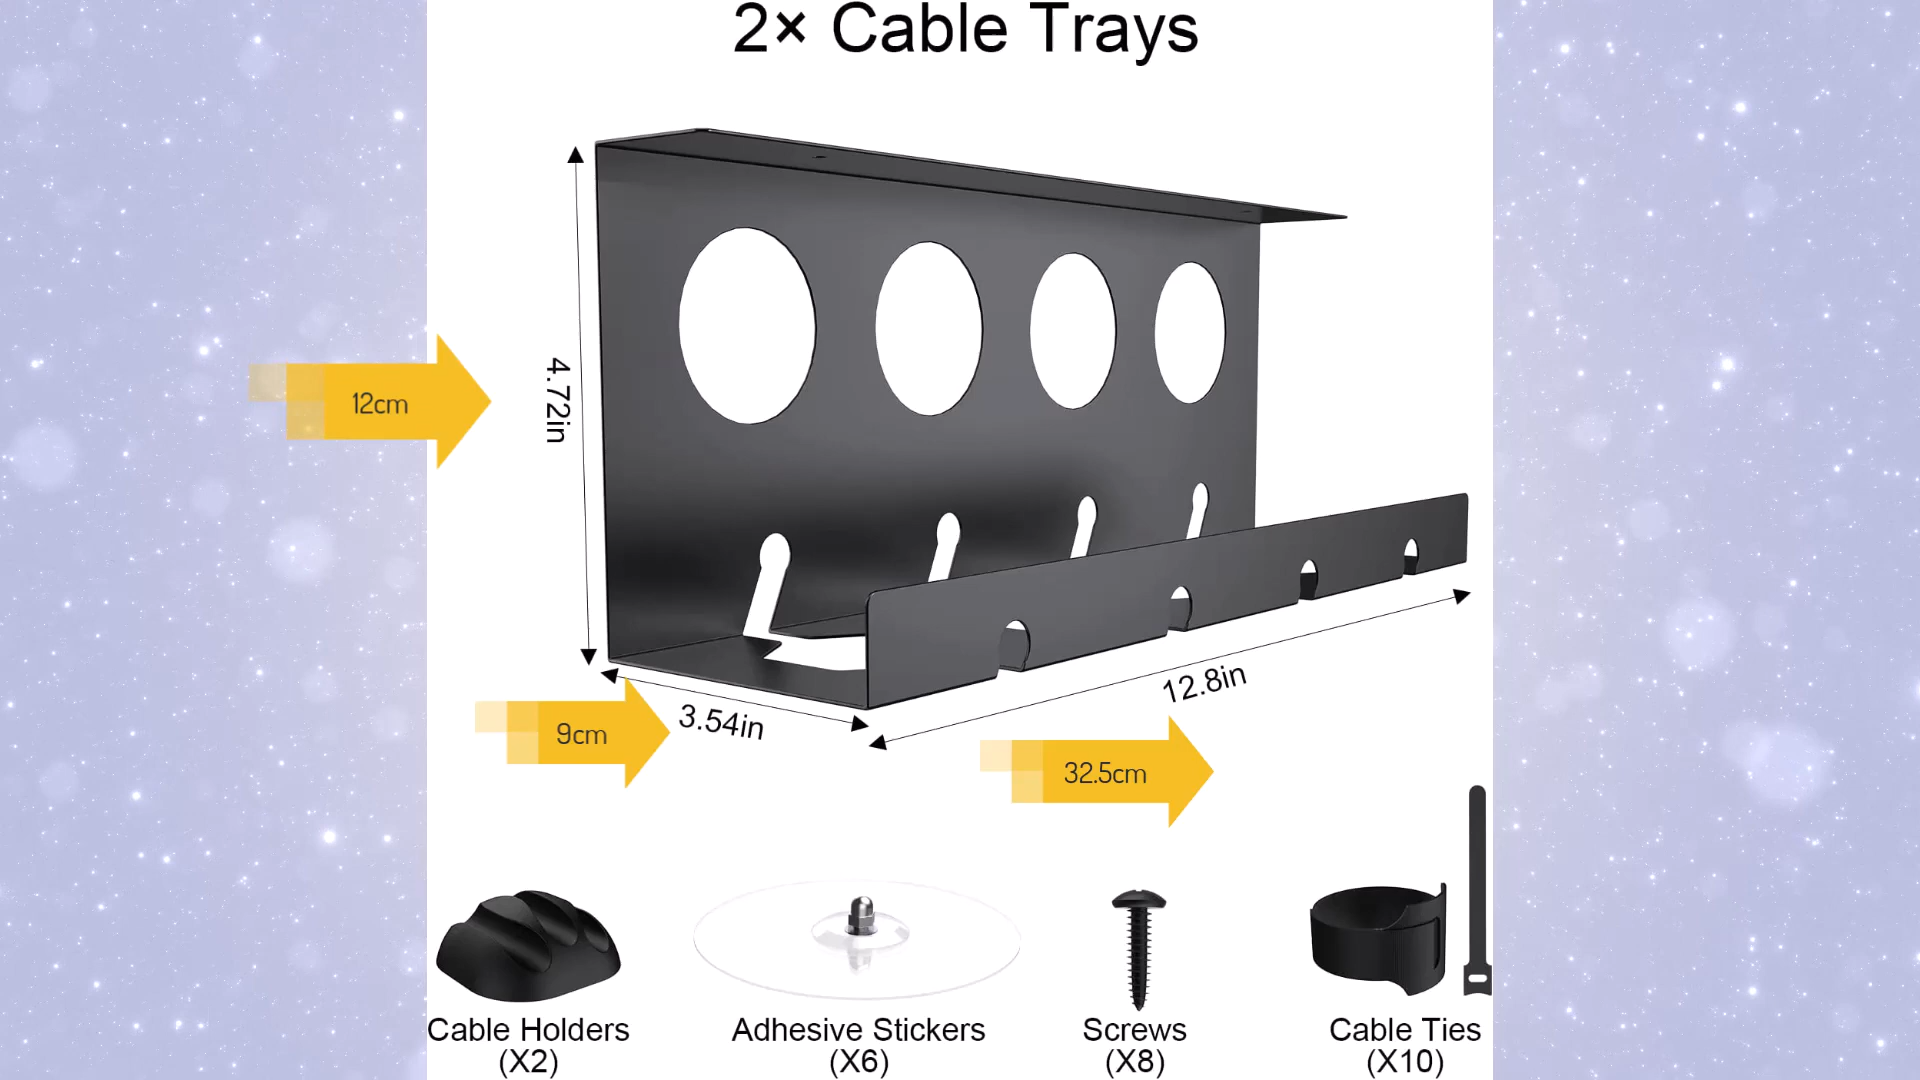 2× Cable Trays
4.72in
12cm
3.54in
12.8in
9cm
32.5cm
Cable Holders
(X2)
Adhesive Stickers
(X6)
Screws
(X8)
Cable Ties
(X10)